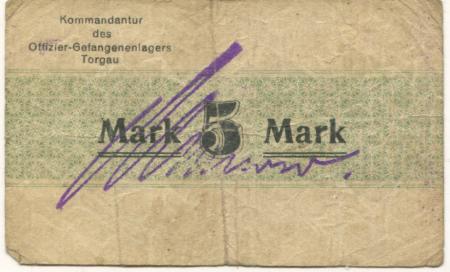 Kommandantur
des
Offizier-Gefangenenlagers
Torgau
Mark 5 Mark